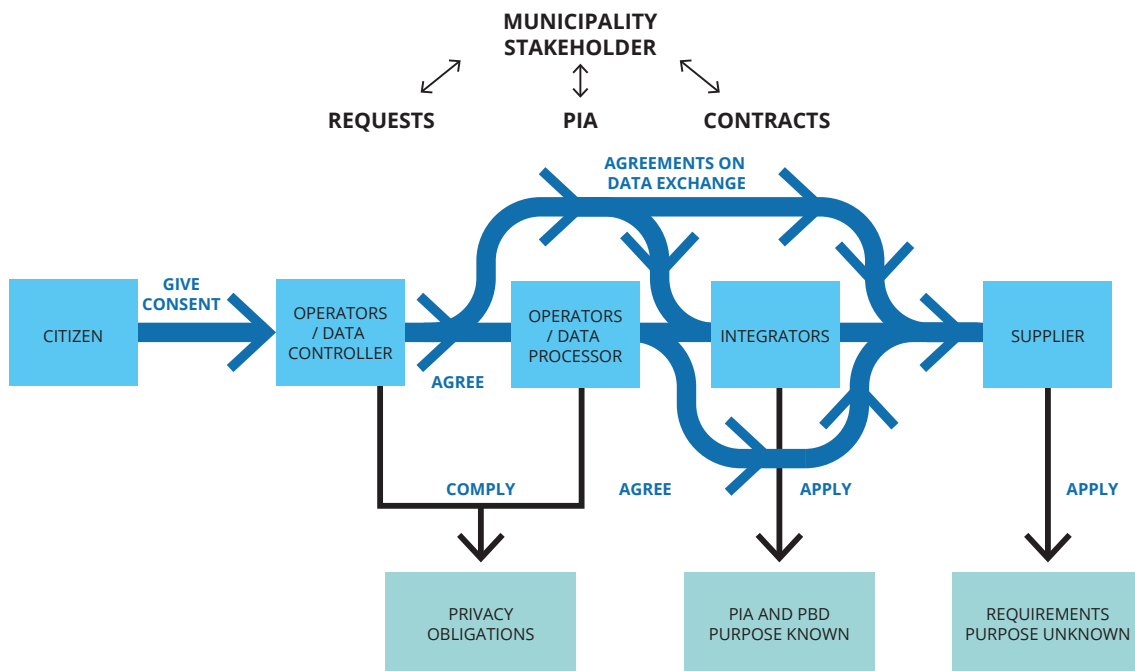 MUNICIPALITY
STAKEHOLDER
REQUESTS
PIA
CONTRACTS
AGREEMENTS ON
DATA EXCHANGE
GIVE
CONSENT
CITIZEN
OPERATORS
/ DATA
CONTROLLER
AGREE
OPERATORS
/ DATA
PROCESSOR
INTEGRATORS
SUPPLIER
COMPLY
AGREE
APPLY
APPLY
PRIVACY
OBLIGATIONS
PIA AND PBD
PURPOSE KNOWN
REQUIREMENTS
PURPOSE UNKNOWN